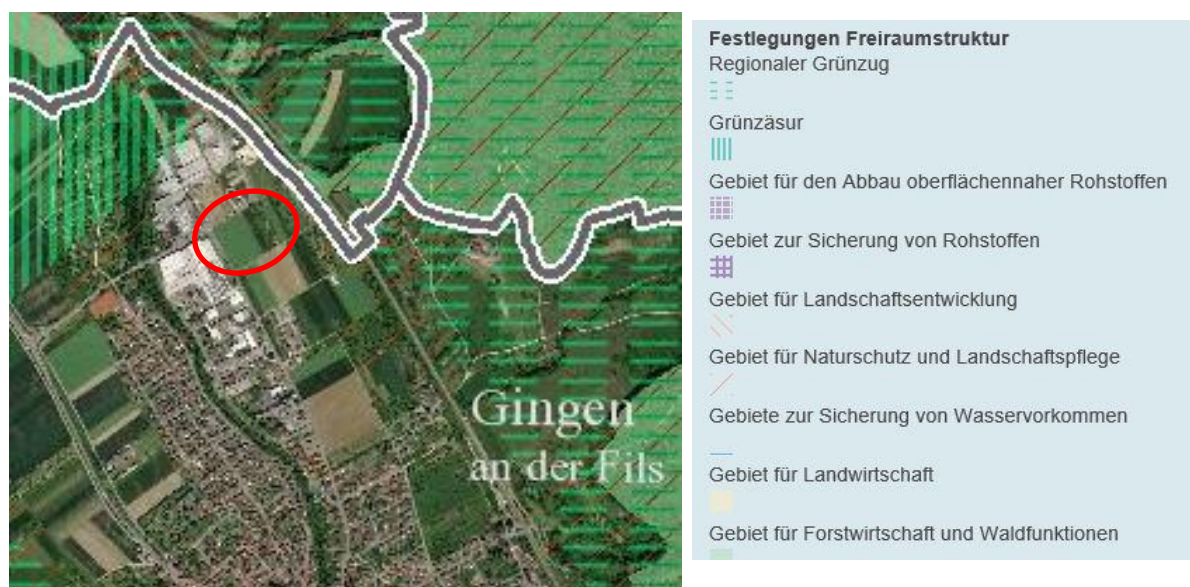 Gingen
an der Fils
Festlegungen Freiraumstruktur
Regionaler Grünzug
Grünzäsur
Gebiet für den Abbau oberflächennaher Rohstoffen
Gebiet zur Sicherung von Rohstoffen
Gebiet für Landschaftsentwicklung
Gebiet für Naturschutz und Landschaftspflege
Gebiete zur Sicherung von Wasservorkommen
Gebiet für Landwirtschaft
Gebiet für Forstwirtschaft und Waldfunktionen